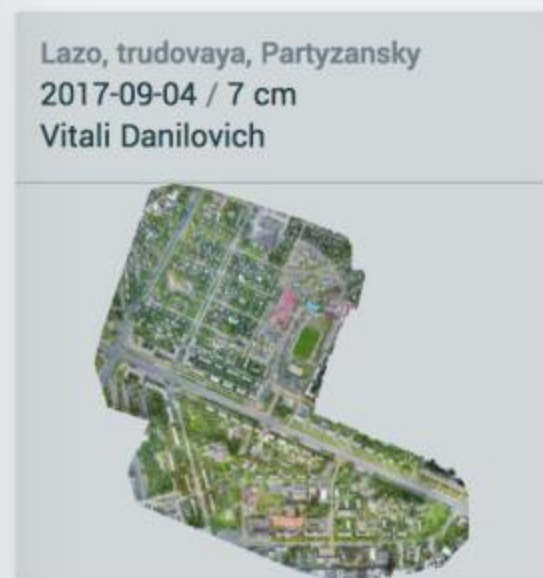 Lazo, trudovaya, Partyzansky
2017-09-04 / 7 cm
Vitali Danilovich